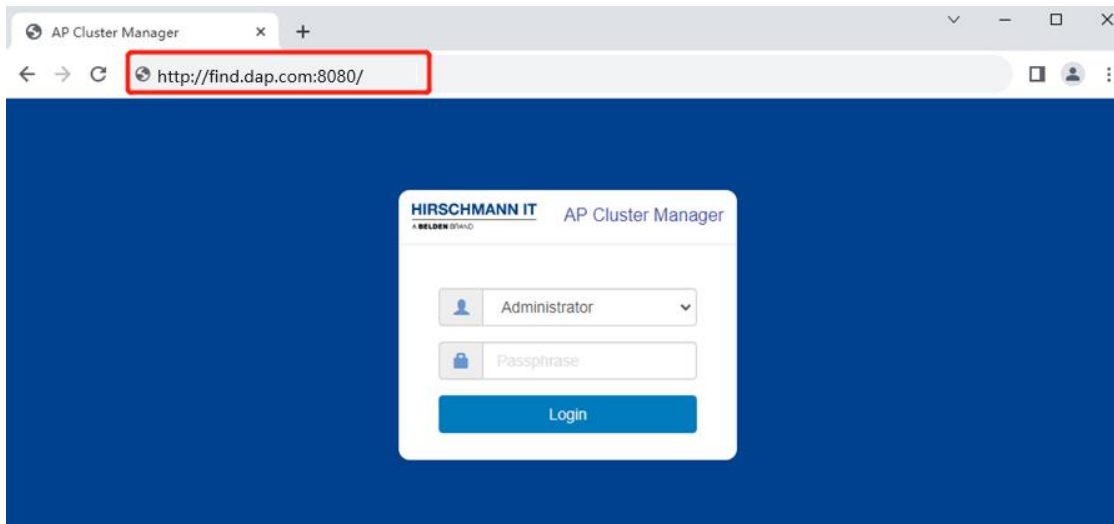 AP Cluster Manager
http://find.dap.com:8080/
HIRSCHMANN IT AP Cluster Manager
A BELDEN BRAND
Administrator
Passphrase
Login